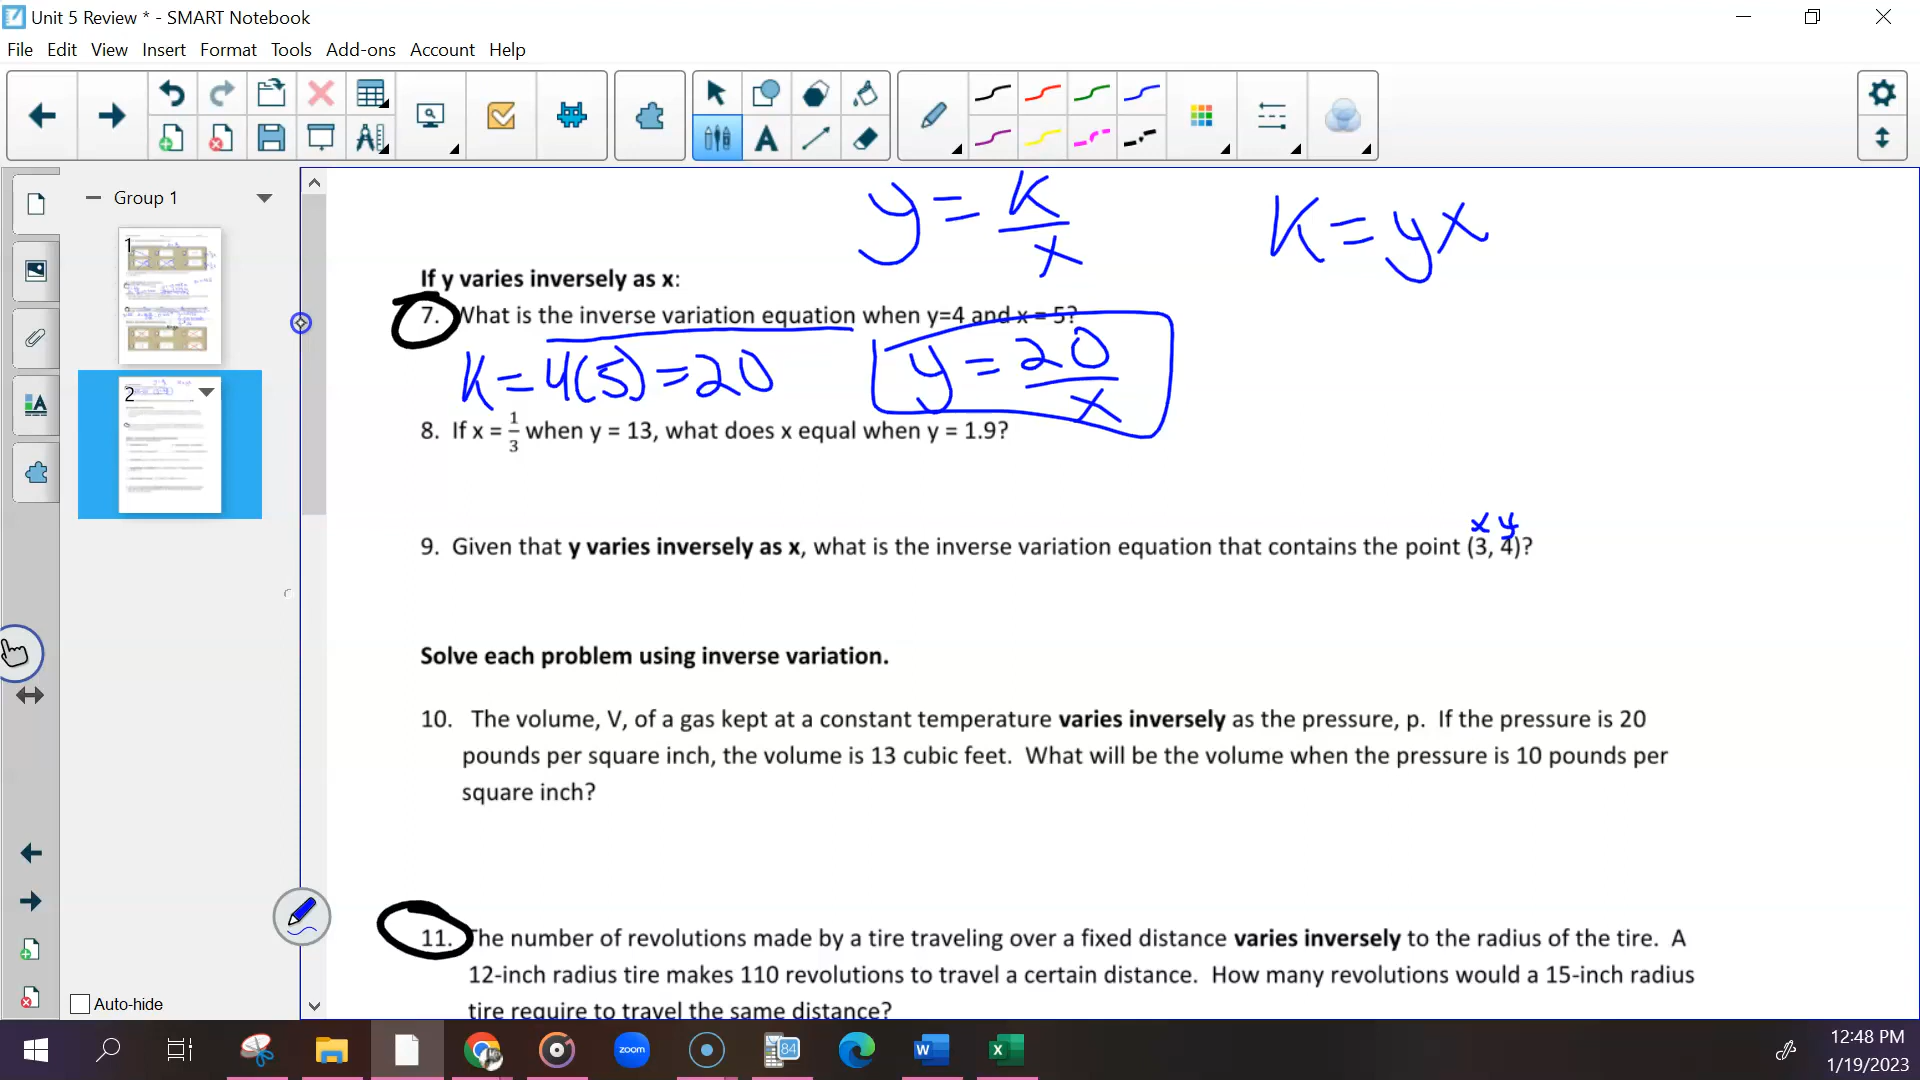 Unit 5 Review * - SMART Notebook
File Edit View Insert Format Tools Add-ons Account Help
Group 1
1
2
y = k/x
K = yx
If y varies inversely as x:
7. What is the inverse variation equation when y=4 and x = 5?
K = 4(5) = 20
y = 20/x
8. If x = 1/3 when y = 13, what does x equal when y = 1.9?
x y
9. Given that y varies inversely as x, what is the inverse variation equation that contains the point (3, 4)?
Solve each problem using inverse variation.
10. The volume, V, of a gas kept at a constant temperature varies inversely as the pressure, p. If the pressure is 20
pounds per square inch, the volume is 13 cubic feet. What will be the volume when the pressure is 10 pounds per
square inch?
11. The number of revolutions made by a tire traveling over a fixed distance varies inversely to the radius of the tire. A
12-inch radius tire makes 110 revolutions to travel a certain distance. How many revolutions would a 15-inch radius
tire require to travel the same distance?
Auto-hide
zoom
84
W
X
12:48 PM
1/19/2023